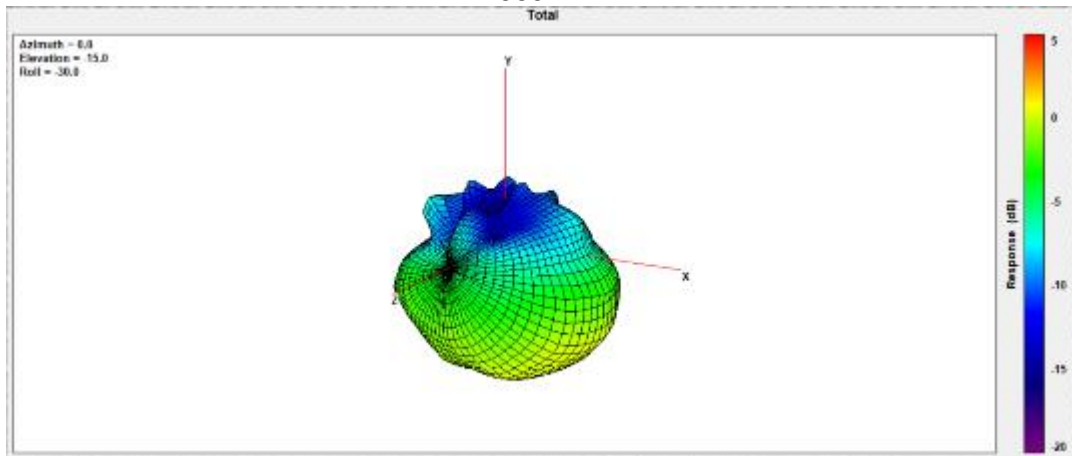 Total
Azimuth = 0.0
Elevation = -15.0
Roll = -30.0
Y
X
Z
5
0
-5
-10
-15
-20
Response (dB)